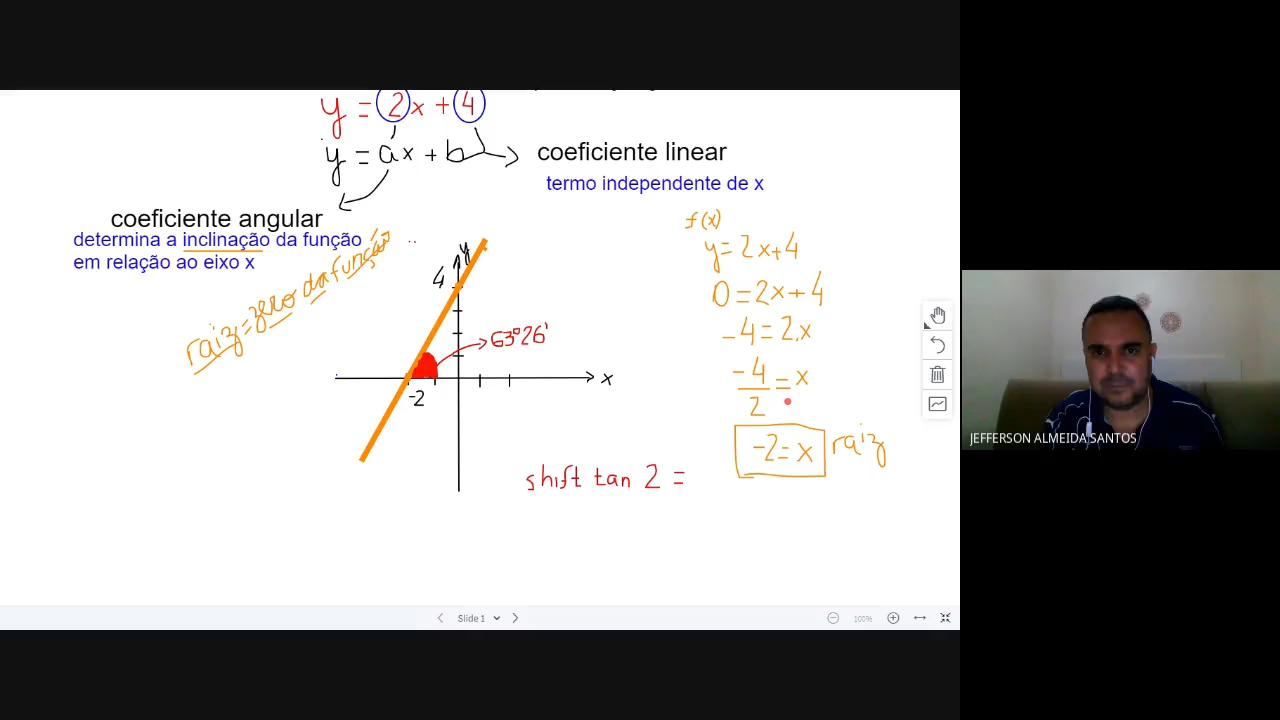 y = 2x + 4
y = ax + b
coeficiente linear
termo independente de x
coeficiente angular
determina a inclinação da função
em relação ao eixo x
raiz = zero da função
y
4
63°26'
x
-2
shift tan 2 =
f(x)
y = 2x+4
0 = 2x+4
-4 = 2.x
-4/2 = x
-2 = x raiz
JEFFERSON ALMEIDA SANTOS
Slide 1
100%